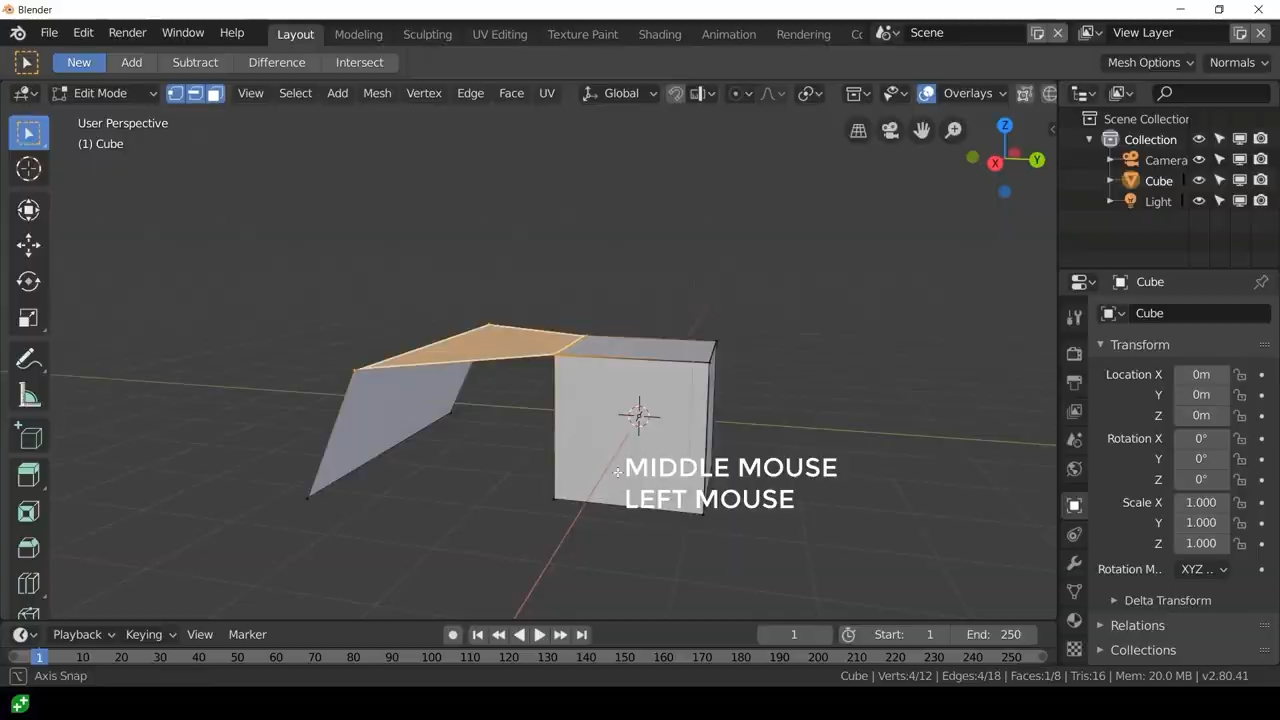 Blender
File Edit Render Window Help Layout Modeling Sculpting UV Editing Texture Paint Shading Animation Rendering Cc Scene View Layer
New Add Subtract Difference Intersect Mesh Options Normals
Edit Mode View Select Add Mesh Vertex Edge Face UV Global Overlays
User Perspective
(1) Cube
Z
X
Y
Scene Collection
Collection
Camera
Cube
Light
Cube
Cube
Transform
Location X 0m
Y 0m
Z 0m
Rotation X 0°
Y 0°
Z 0°
Scale X 1.000
Y 1.000
Z 1.000
Rotation M.. XYZ ..
Delta Transform
Relations
Collections
MIDDLE MOUSE
LEFT MOUSE
Playback Keying View Marker 1 Start: 1 End: 250
1 10 20 30 40 50 60 70 80 90 100 110 120 130 140 150 160 170 180 190 200 210 220 230 240 250
Axis Snap Cube | Verts:4/12 | Edges:4/18 | Faces:1/8 | Tris:16 | Mem: 20.0 MB | v2.80.41